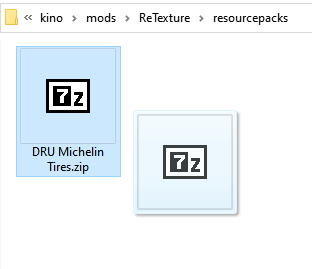 « kino › mods › ReTexture › resourcepacks
7z
7z
DRU Michelin
Tires.zip